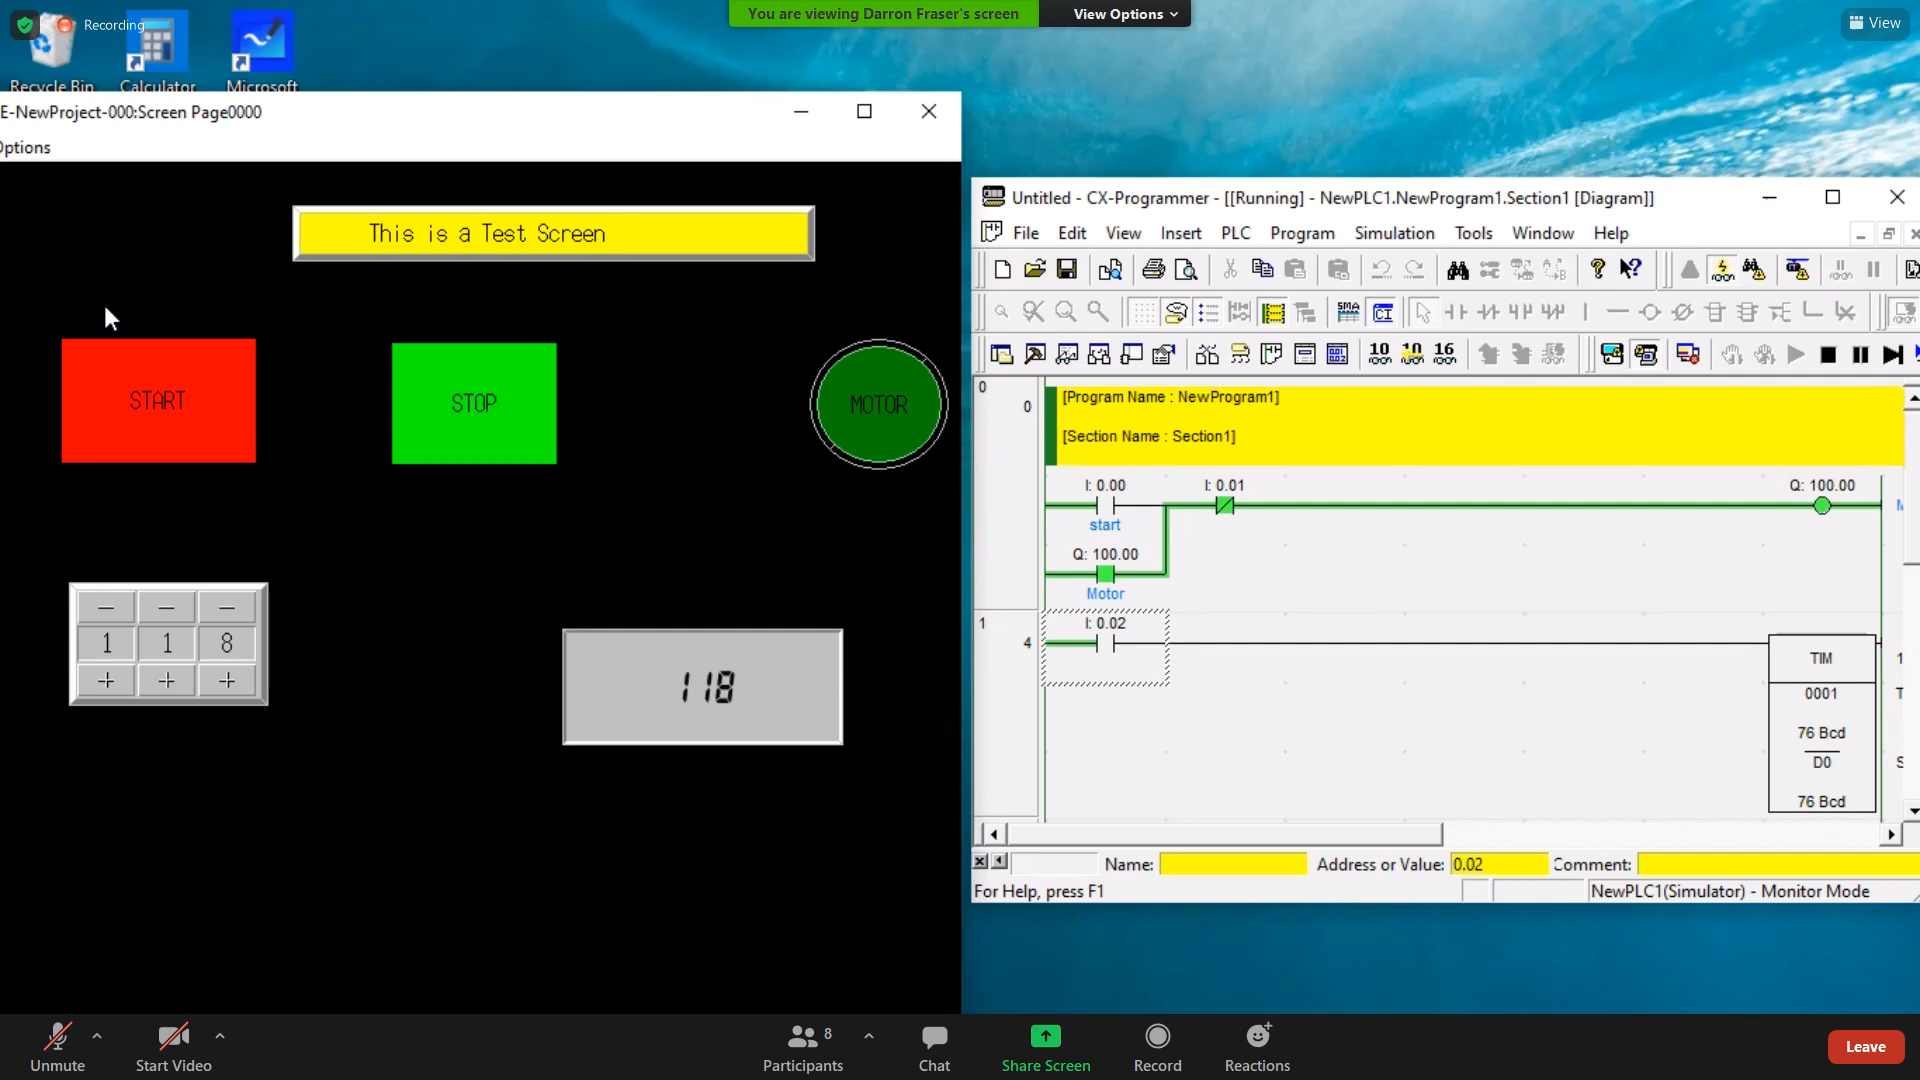 You are viewing Darron Fraser's screen
View Options
View
Recording
Recycle Bin
Calculator
Microsoft
E-NewProject-000:Screen Page0000
Options
This is a Test Screen
START
STOP
MOTOR
1 1 8
118
Untitled - CX-Programmer - [[Running] - NewPLC1.NewProgram1.Section1 [Diagram]]
File Edit View Insert PLC Program Simulation Tools Window Help
SMA
CI
10 10 16
0
0
[Program Name : NewProgram1]
[Section Name : Section1]
I: 0.00
I: 0.01
Q: 100.00
M
start
Q: 100.00
Motor
1
4
I: 0.02
TIM
1
0001
T
76 Bcd
D0
S
76 Bcd
Name:
Address or Value: 0.02
Comment:
For Help, press F1
NewPLC1(Simulator) - Monitor Mode
Unmute
Start Video
8
Participants
Chat
Share Screen
Record
Reactions
Leave